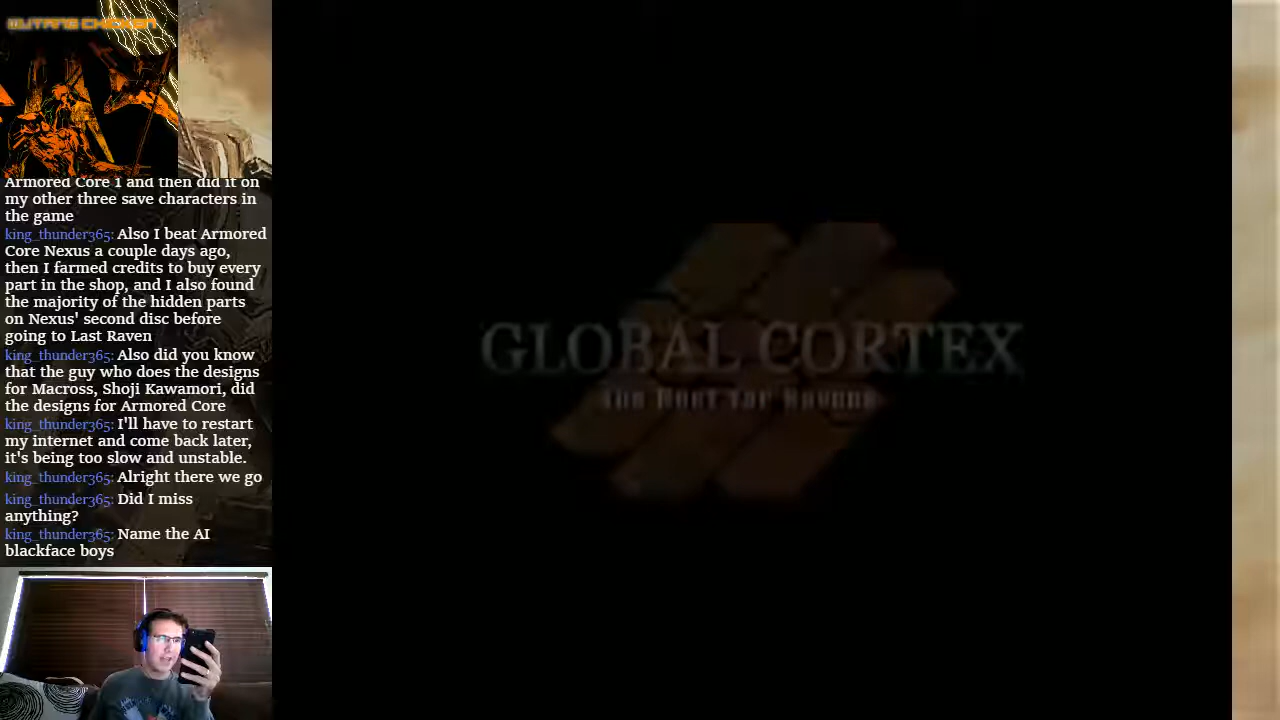 WUTANG CHICKEN
Armored Core 1 and then did it on
my other three save characters in
the game
king_thunder365: Also I beat Armored
Core Nexus a couple days ago,
then I farmed credits to buy every
part in the shop, and I also found
the majority of the hidden parts
on Nexus' second disc before
going to Last Raven
king_thunder365: Also did you know
that the guy who does the designs
for Macross, Shoji Kawamori, did
the designs for Armored Core
king_thunder365: I'll have to restart
my internet and come back later,
it's being too slow and unstable.
king_thunder365: Alright there we go
king_thunder365: Did I miss
anything?
king_thunder365: Name the AI
blackface boys
GLOBAL CORTEX